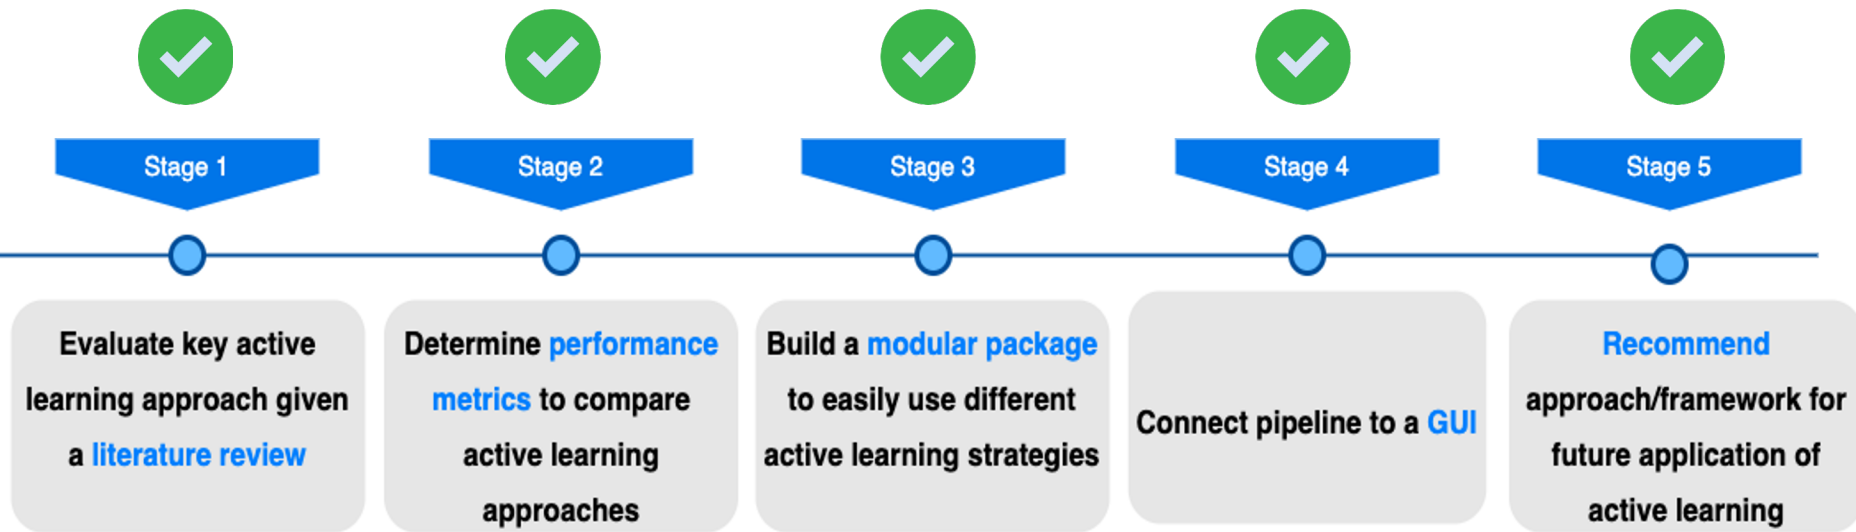 Stage 1
Stage 2
Stage 3
Stage 4
Stage 5
Evaluate key active
learning approach given
a literature review
Determine performance
metrics to compare
active learning
approaches
Build a modular package
to easily use different
active learning strategies
Connect pipeline to a GUI
Recommend
approach/framework for
future application of
active learning